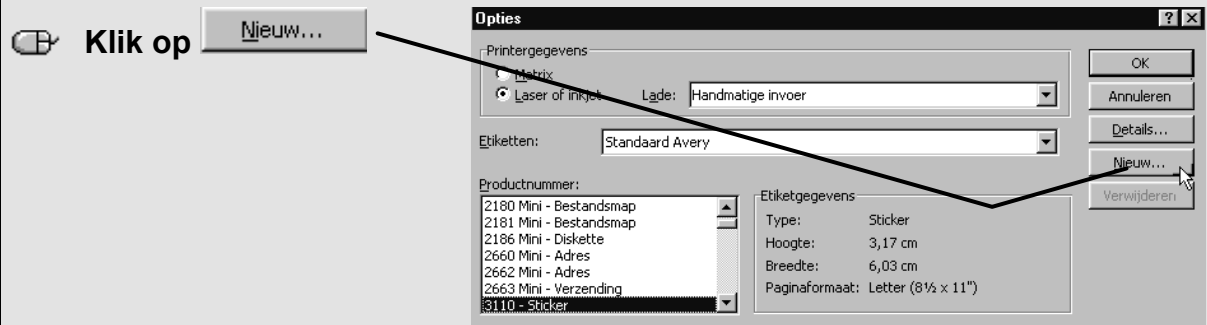 Klik op Nieuw...
Opties
Printergegevens
Matrix
Laser of inkjet Lade: Handmatige invoer
Etiketten: Standaard Avery
Productnummer:
2180 Mini - Bestandsmap
2181 Mini - Bestandsmap
2186 Mini - Diskette
2660 Mini - Adres
2662 Mini - Adres
2663 Mini - Verzending
3110 - Sticker
Etiketgegevens
Type: Sticker
Hoogte: 3,17 cm
Breedte: 6,03 cm
Paginaformaat: Letter (8½ x 11")
OK
Annuleren
Details...
Nieuw...
Verwijderen